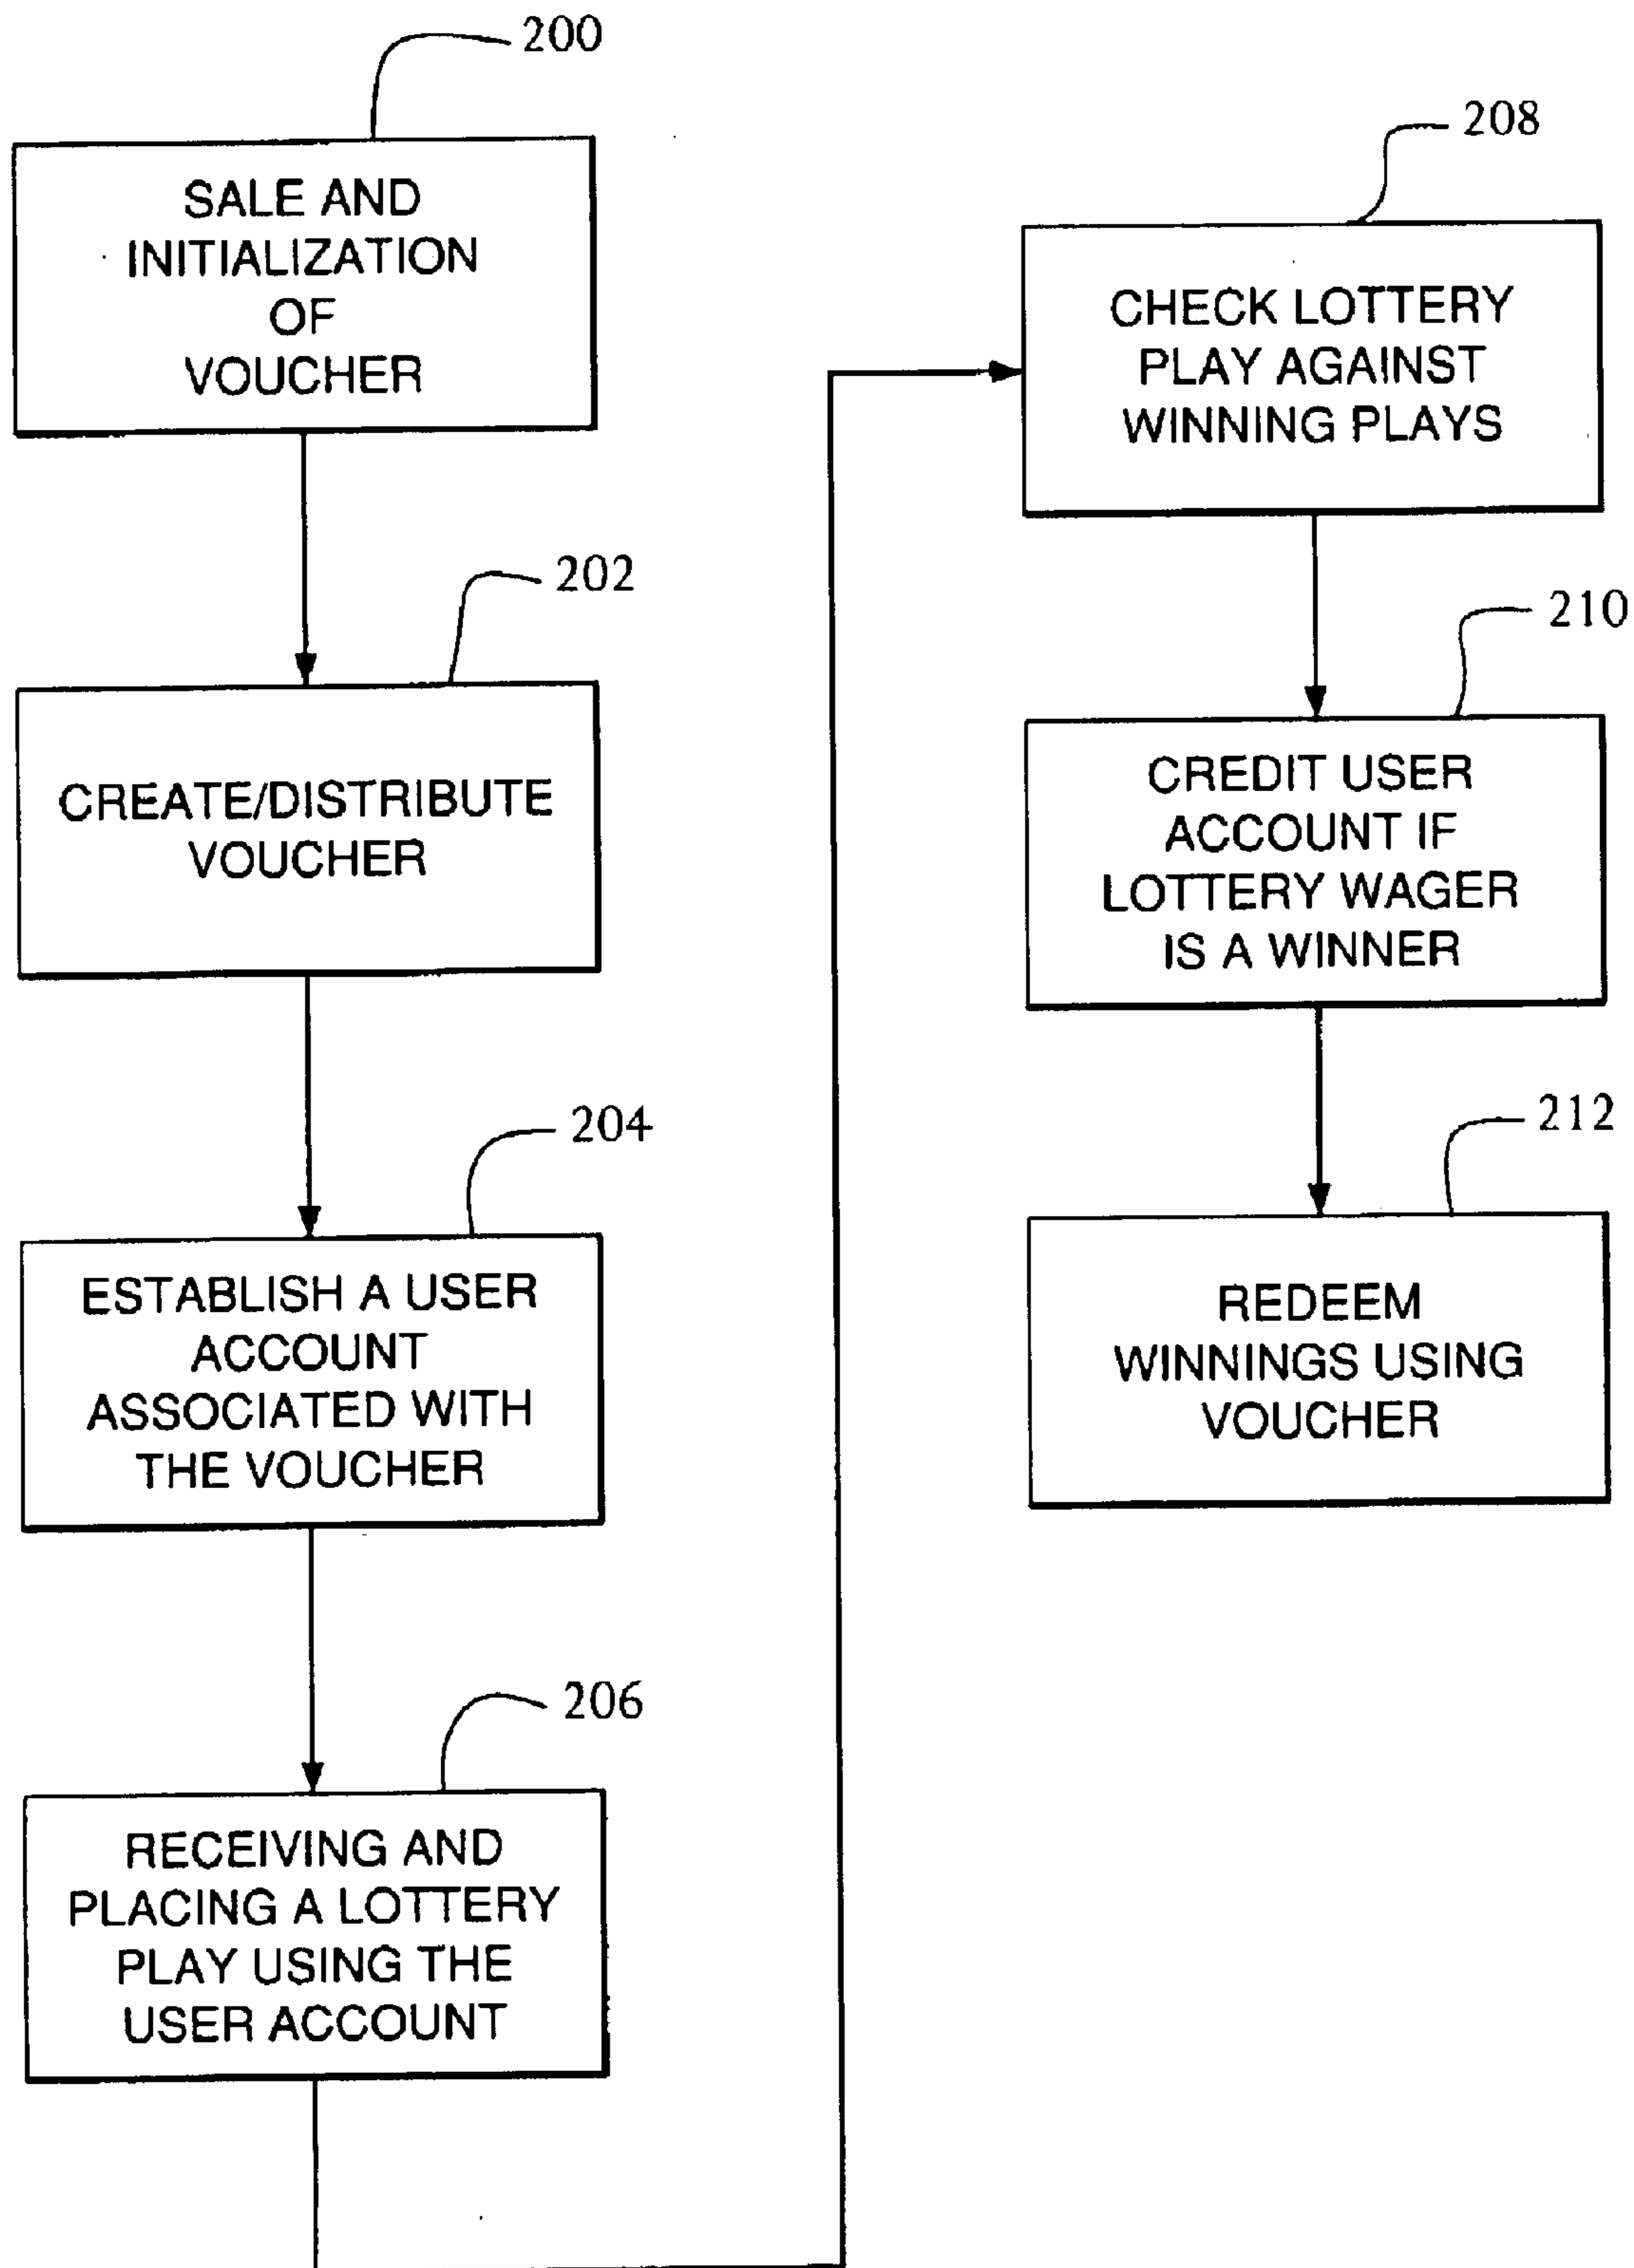 200
SALE AND
INITIALIZATION
OF
VOUCHER
202
CREATE/DISTRIBUTE
VOUCHER
204
ESTABLISH A USER
ACCOUNT
ASSOCIATED WITH
THE VOUCHER
206
RECEIVING AND
PLACING A LOTTERY
PLAY USING THE
USER ACCOUNT
208
CHECK LOTTERY
PLAY AGAINST
WINNING PLAYS
210
CREDIT USER
ACCOUNT IF
LOTTERY WAGER
IS A WINNER
212
REDEEM
WINNINGS USING
VOUCHER